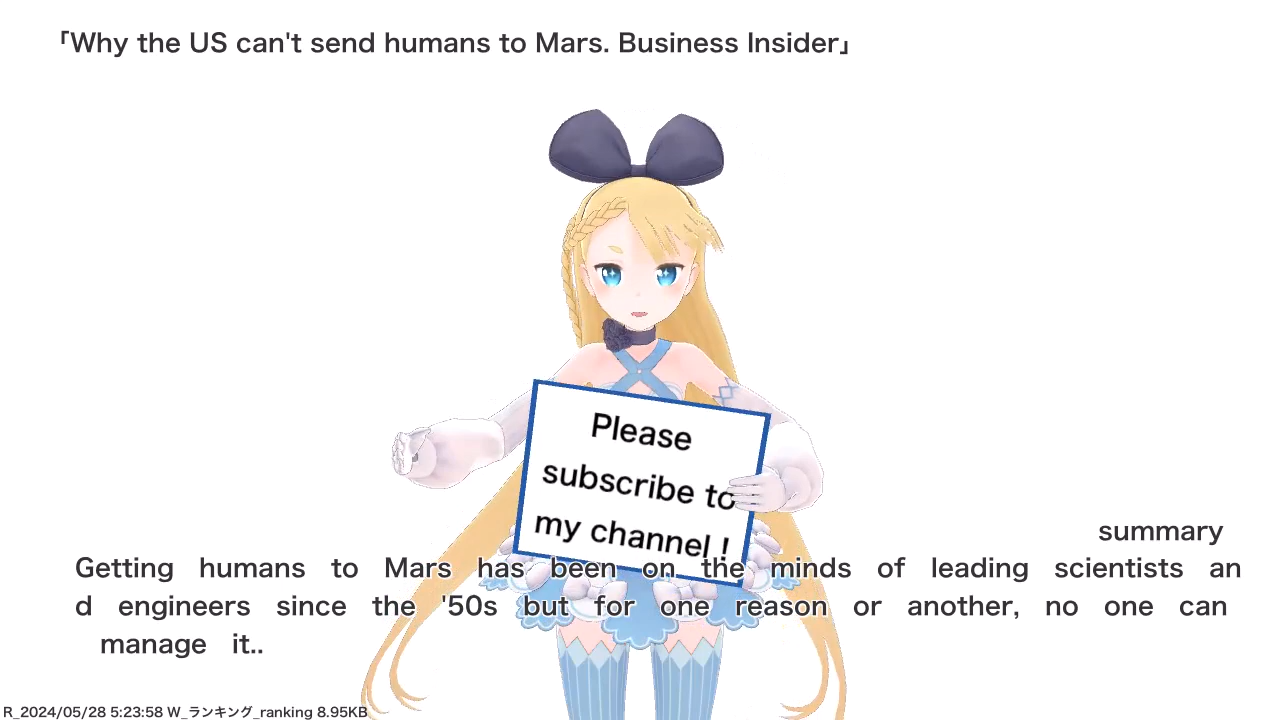 「Why the US can't send humans to Mars. Business Insider」
Please
subscribe to
my channel !
summary
Getting humans to Mars has been on the minds of leading scientists an
d engineers since the '50s but for one reason or another, no one can
manage it..
R_2024/05/28 5:23:58 W_ランキング_ranking 8.95KB